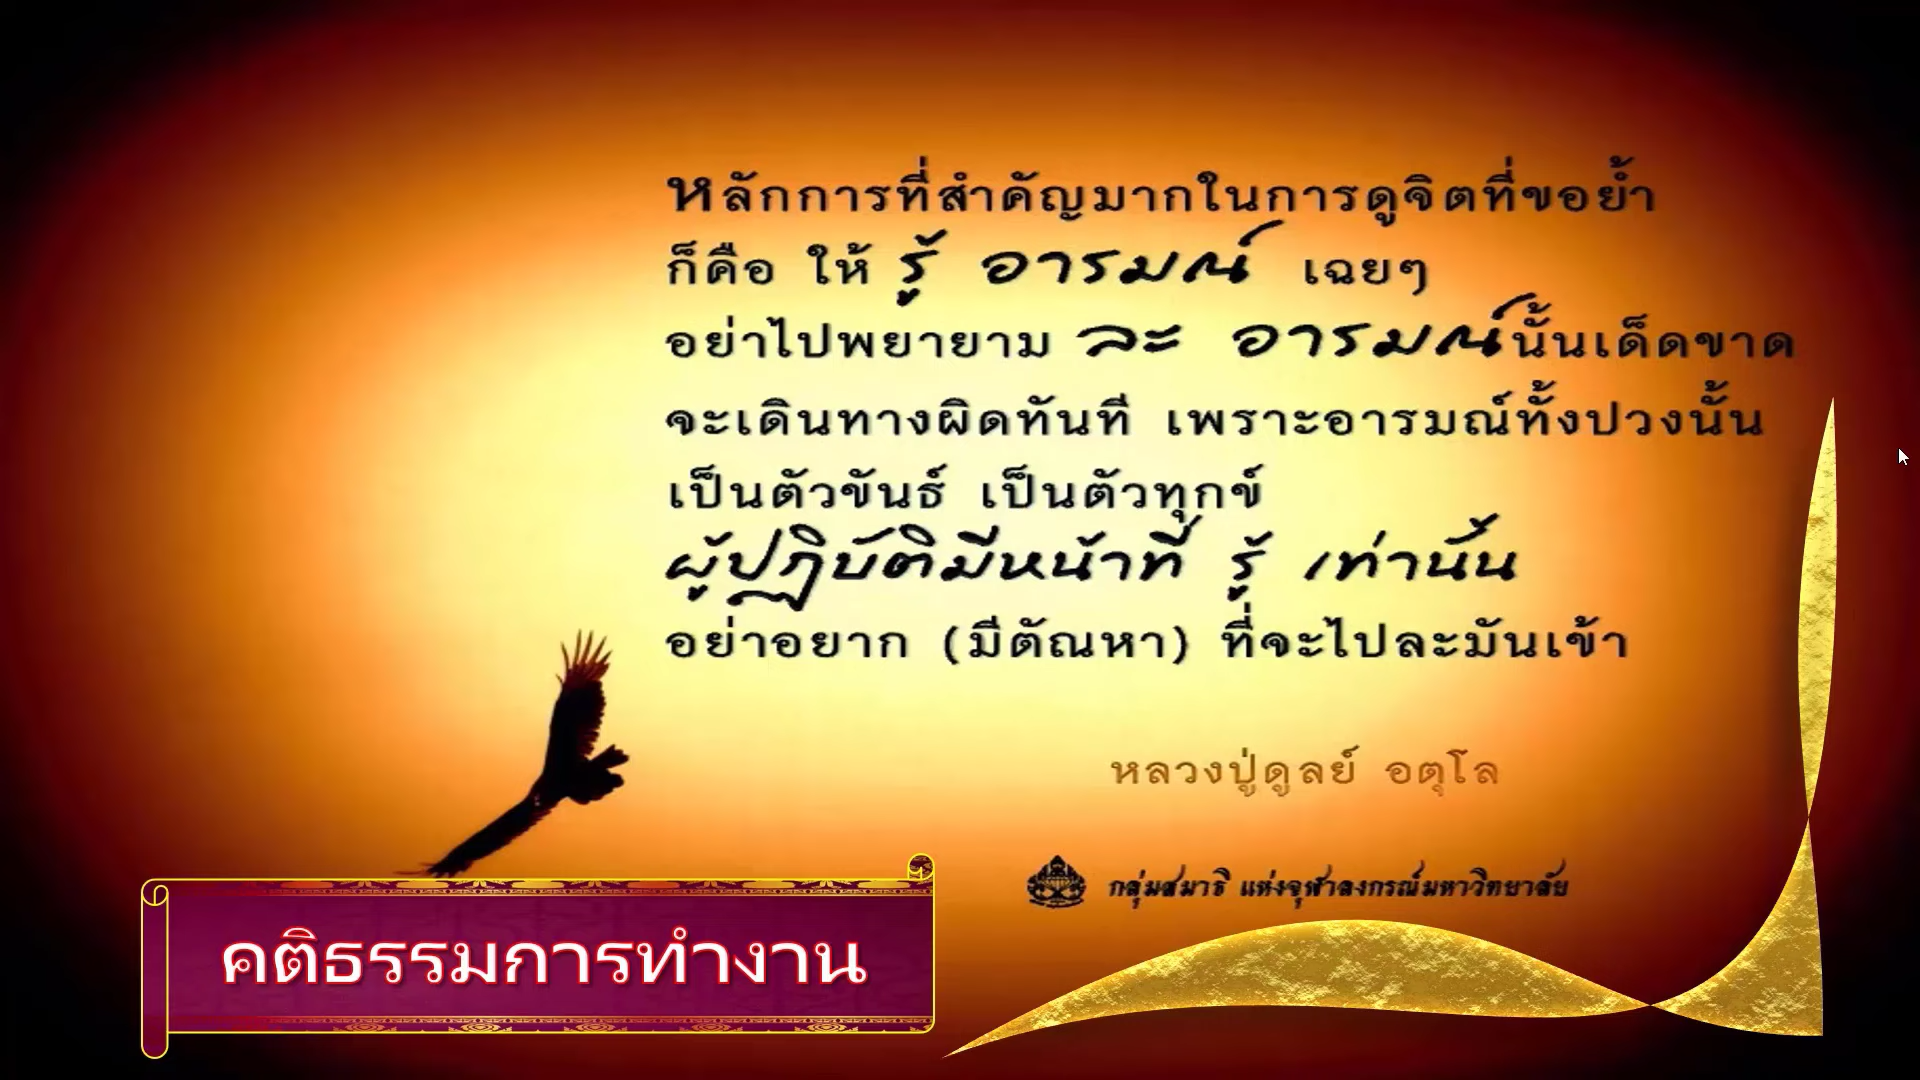 หลักการที่สำคัญมากในการดูจิตที่ขอย้ำ
ก็คือ ให้ รู้ อารมณ์ เฉยๆ
อย่าไปพยายาม ละ อารมณ์นั้นเด็ดขาด
จะเดินทางผิดทันที เพราะอารมณ์ทั้งปวงนั้น
เป็นตัวขันธ์ เป็นตัวทุกข์
ผู้ปฏิบัติมีหน้าที่ รู้ เท่านั้น
อย่าอยาก (มีตัณหา) ที่จะไปละมันเข้า
หลวงปู่ดูลย์ อตุโล
กลุ่มสมาธิ แห่งจุฬาลงกรณ์มหาวิทยาลัย
คติธรรมการทำงาน